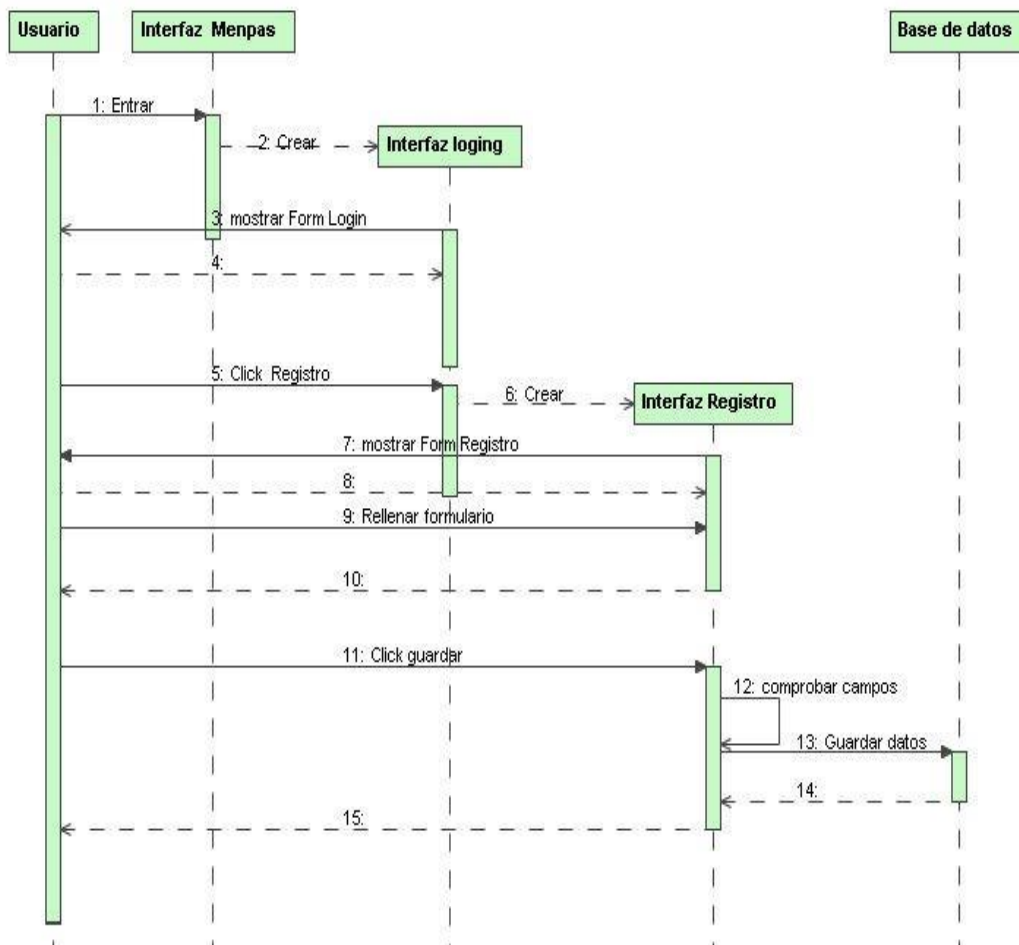 Usuario
Interfaz Menpas
Base de datos
1: Entrar
2: Crear
Interfaz loging
3: mostrar Form Login
4:
5: Click Registro
6: Crear
Interfaz Registro
7: mostrar Form Registro
8:
9: Rellenar formulario
10:
11: Click guardar
12: comprobar campos
13: Guardar datos
14:
15: